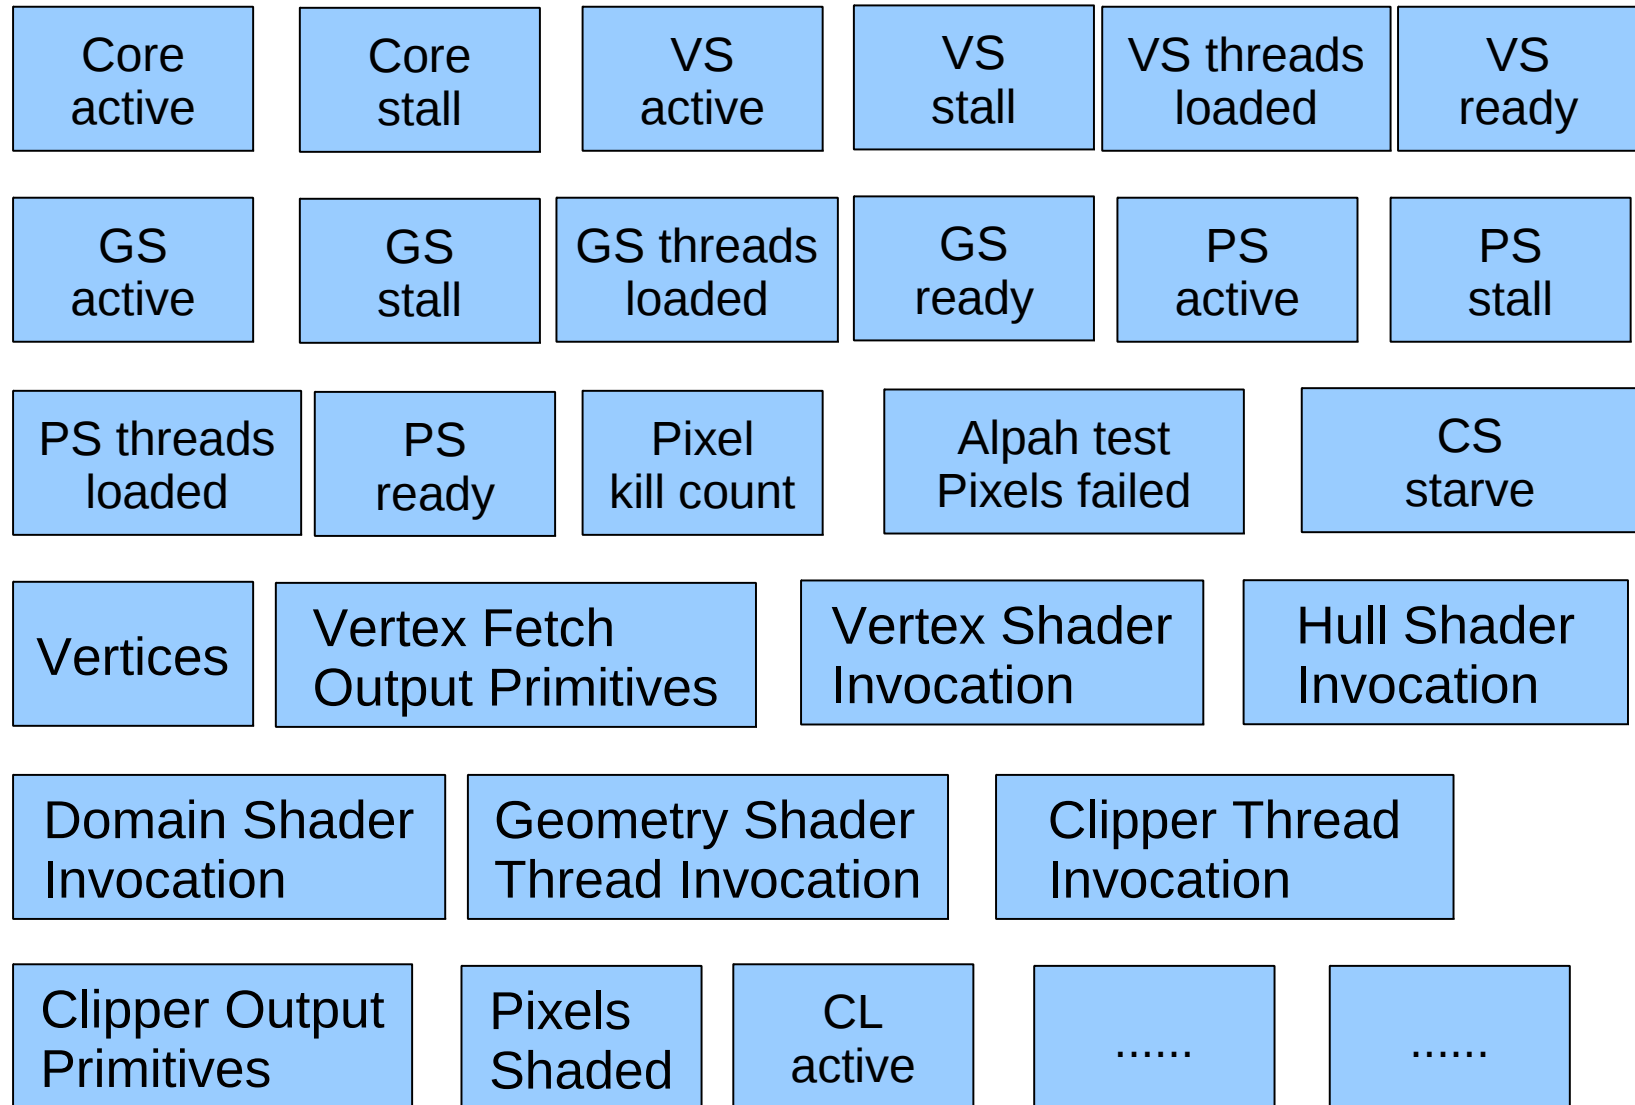 Core
active
Core
stall
VS
active
VS
stall
VS threads
loaded
VS
ready
GS
active
GS
stall
GS threads
loaded
GS
ready
PS
active
PS
stall
PS threads
loaded
PS
ready
Pixel
kill count
Alpah test
Pixels failed
CS
starve
Vertices
Vertex Fetch
Output Primitives
Vertex Shader
Invocation
Hull Shader
Invocation
Domain Shader
Invocation
Geometry Shader
Thread Invocation
Clipper Thread
Invocation
Clipper Output
Primitives
Pixels
Shaded
CL
active
......
......